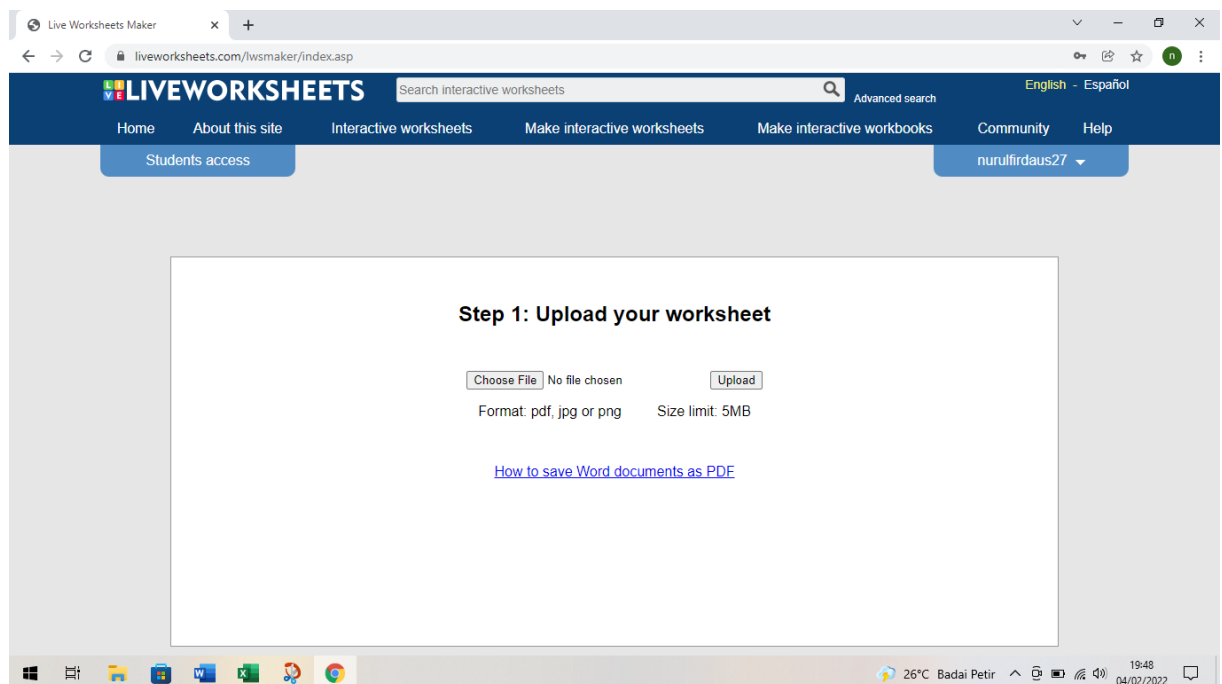 Live Worksheets Maker
liveworksheets.com/lwsmaker/index.asp
n
LIVE LIVEWORKSHEETS
Search interactive worksheets
Advanced search
English - Español
Home About this site Interactive worksheets Make interactive worksheets Make interactive workbooks Community Help
Students access
nurulfirdaus27
Step 1: Upload your worksheet
Choose File No file chosen Upload
Format: pdf, jpg or png Size limit: 5MB
How to save Word documents as PDF
26°C Badai Petir
19:48
04/02/2022